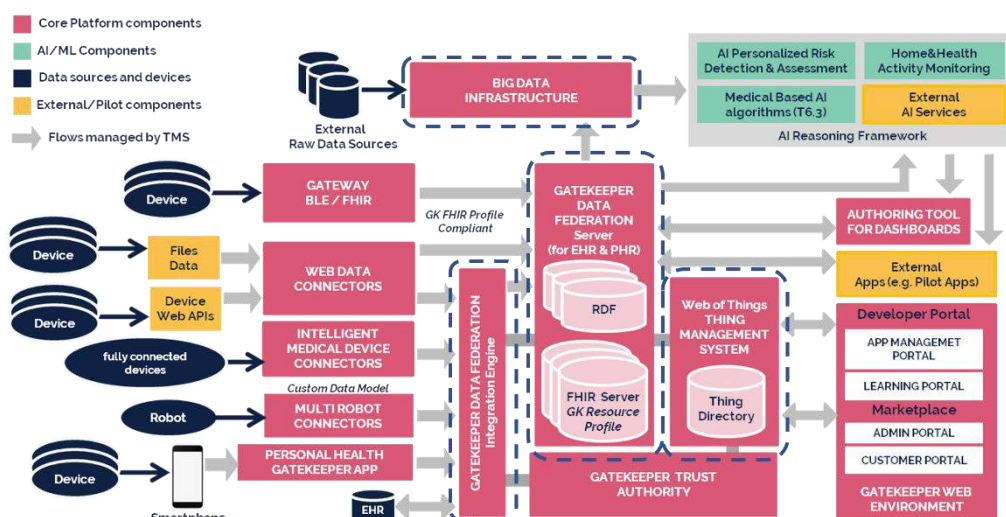 Core Platform components
AI/ML Components
Data sources and devices
External/Pilot components
Flows managed by TMS
External
Raw Data Sources
BIG DATA
INFRASTRUCTURE
AI Personalized Risk
Detection & Assessment
Home&Health
Activity Monitoring
Medical Based AI
algorithms (T6.3)
External
AI Services
AI Reasoning Framework
Device
GATEWAY
BLE / FHIR
GK FHIR Profile
Compliant
GATEKEEPER
DATA
FEDERATION
Server
(for EHR & PHR)
RDF
FHIR Server
GK Resource
Profile
AUTHORING TOOL
FOR DASHBOARDS
External
Apps (e.g. Pilot Apps)
Device
Files
Data
WEB DATA
CONNECTORS
Device
Device
Web APIs
fully connected
devices
INTELLIGENT
MEDICAL DEVICE
CONNECTORS
Custom Data Model
Robot
MULTI ROBOT
CONNECTORS
Device
Smartphone
PERSONAL HEALTH
GATEKEEPER APP
EHR
GATEKEEPER DATA FEDERATION
Integration Engine
Web of Things
THING
MANAGEMENT
SYSTEM
Thing
Directory
GATEKEEPER TRUST
AUTHORITY
Developer Portal
APP MANAGEMET
PORTAL
LEARNING PORTAL
Marketplace
ADMIN PORTAL
CUSTOMER PORTAL
GATEKEEPER WEB
ENVIRONMENT